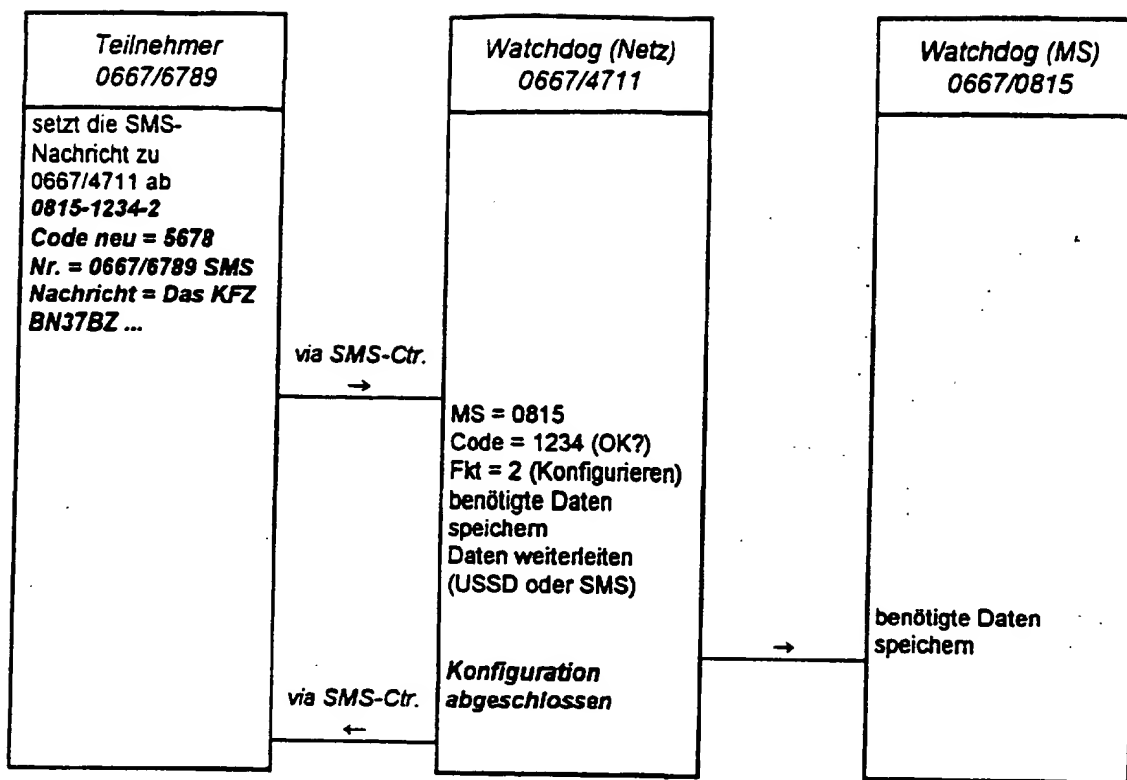 Teilnehmer
0667/6789
setzt die SMS-
Nachricht zu
0667/4711 ab
0815-1234-2
Code neu = 5678
Nr. = 0667/6789 SMS
Nachricht = Das KFZ
BN37BZ ...
via SMS-Ctr.
→
Watchdog (Netz)
0667/4711
MS = 0815
Code = 1234 (OK?)
Fkt = 2 (Konfigurieren)
benötigte Daten
speichern
Daten weiterleiten
(USSD oder SMS)
Konfiguration
abgeschlossen
via SMS-Ctr.
←
→
Watchdog (MS)
0667/0815
benötigte Daten
speichern